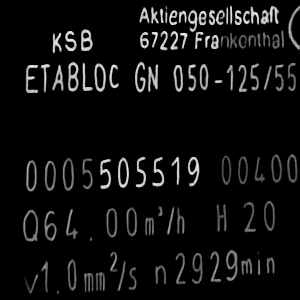 Aktiengesellschaft
KSB 67227 Frankenthal
ETABLOC GN 050-125/55
0005505519 00400
Q64.00m³/h H 20
v1.0mm²/s n2929min